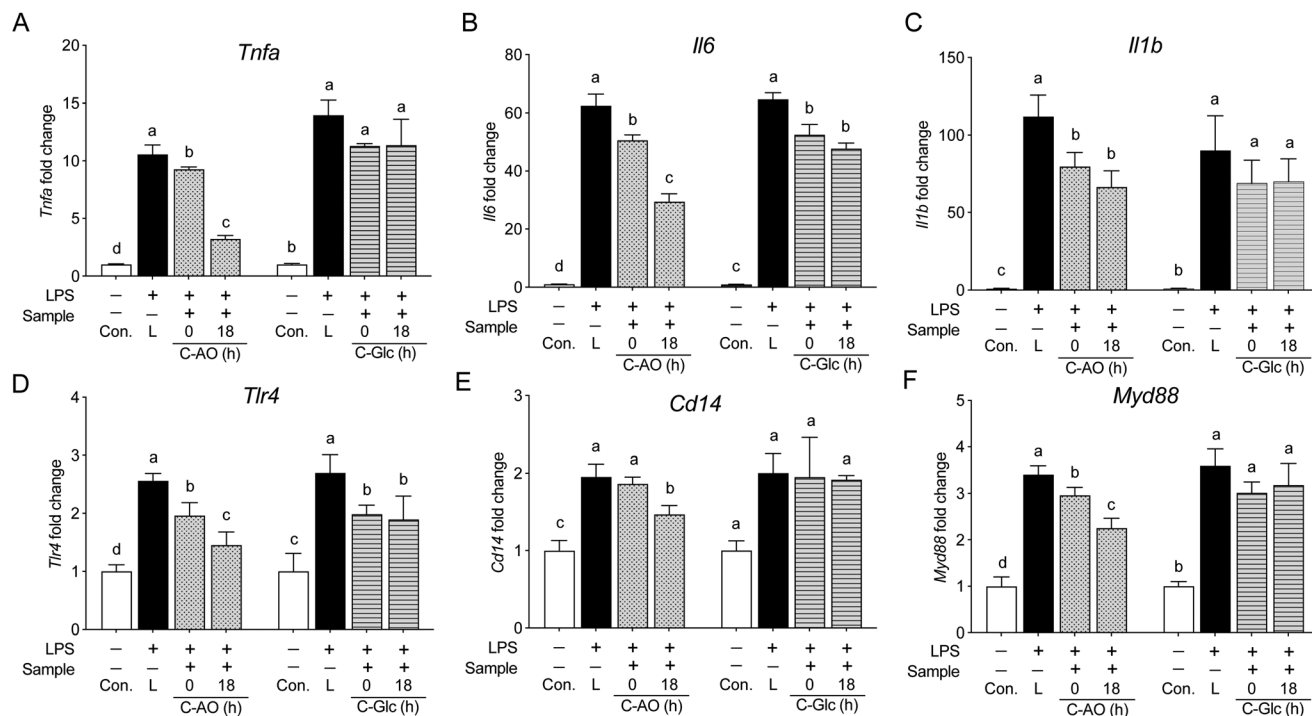 A
Tnfa
Tnfa fold change
20
15
10
5
0
d
a
b
c
b
a
a
a
LPS – + + + – + + +
Sample – – + + – – + +
Con. L 0 18 Con. L 0 18
C-AO (h) C-Glc (h)
B
Il6
Il6 fold change
80
60
40
20
0
d
a
b
c
c
a
b
b
LPS – + + + – + + +
Sample – – + + – – + +
Con. L 0 18 Con. L 0 18
C-AO (h) C-Glc (h)
C
Il1b
Il1b fold change
150
100
50
0
c
a
b
b
b
a
a
a
LPS – + + + – + + +
Sample – – + + – – + +
Con. L 0 18 Con. L 0 18
C-AO (h) C-Glc (h)
D
Tlr4
Tlr4 fold change
4
3
2
1
0
d
a
b
c
c
a
b
b
LPS – + + + – + + +
Sample – – + + – – + +
Con. L 0 18 Con. L 0 18
C-AO (h) C-Glc (h)
E
Cd14
Cd14 fold change
3
2
1
0
c
a
a
b
a
a
a
a
LPS – + + + – + + +
Sample – – + + – – + +
Con. L 0 18 Con. L 0 18
C-AO (h) C-Glc (h)
F
Myd88
Myd88 fold change
5
4
3
2
1
0
d
a
b
c
b
a
a
a
LPS – + + + – + + +
Sample – – + + – – + +
Con. L 0 18 Con. L 0 18
C-AO (h) C-Glc (h)